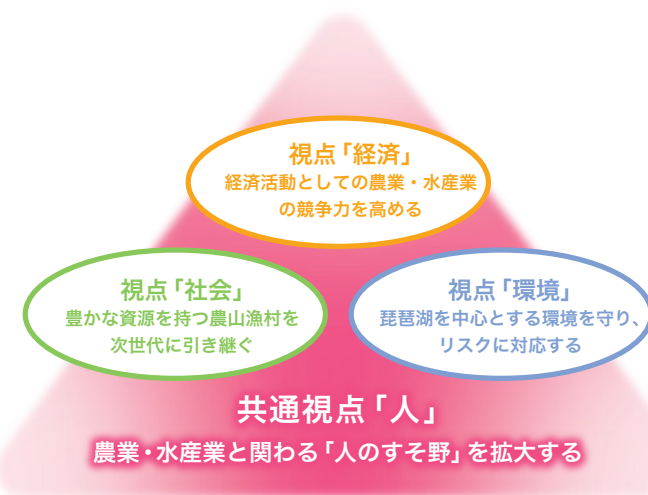 視点「経済」
経済活動としての農業・水産業
の競争力を高める
視点「社会」
豊かな資源を持つ農山漁村を
次世代に引き継ぐ
視点「環境」
琵琶湖を中心とする環境を守り、
リスクに対応する
共通視点「人」
農業・水産業と関わる「人のすそ野」を拡大する